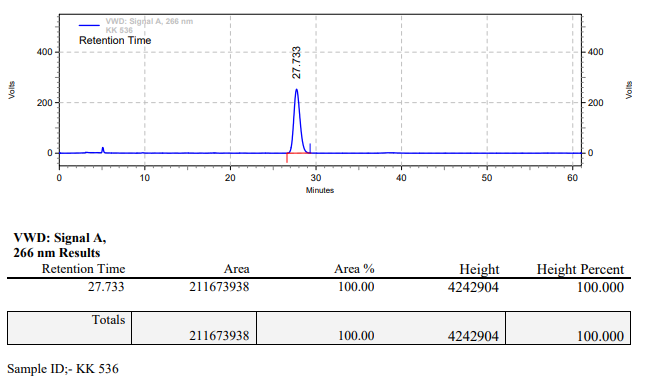 VWD: Signal A, 266 nm
KK 536
Retention Time
27.733
Volts
400
200
0
400
200
0
Volts
0 10 20 30 40 50 60
Minutes
VWD: Signal A,
266 nm Results
Retention Time Area Area % Height Height Percent
27.733 211673938 100.00 4242904 100.000
Totals
211673938 100.00 4242904 100.000
Sample ID;- KK 536